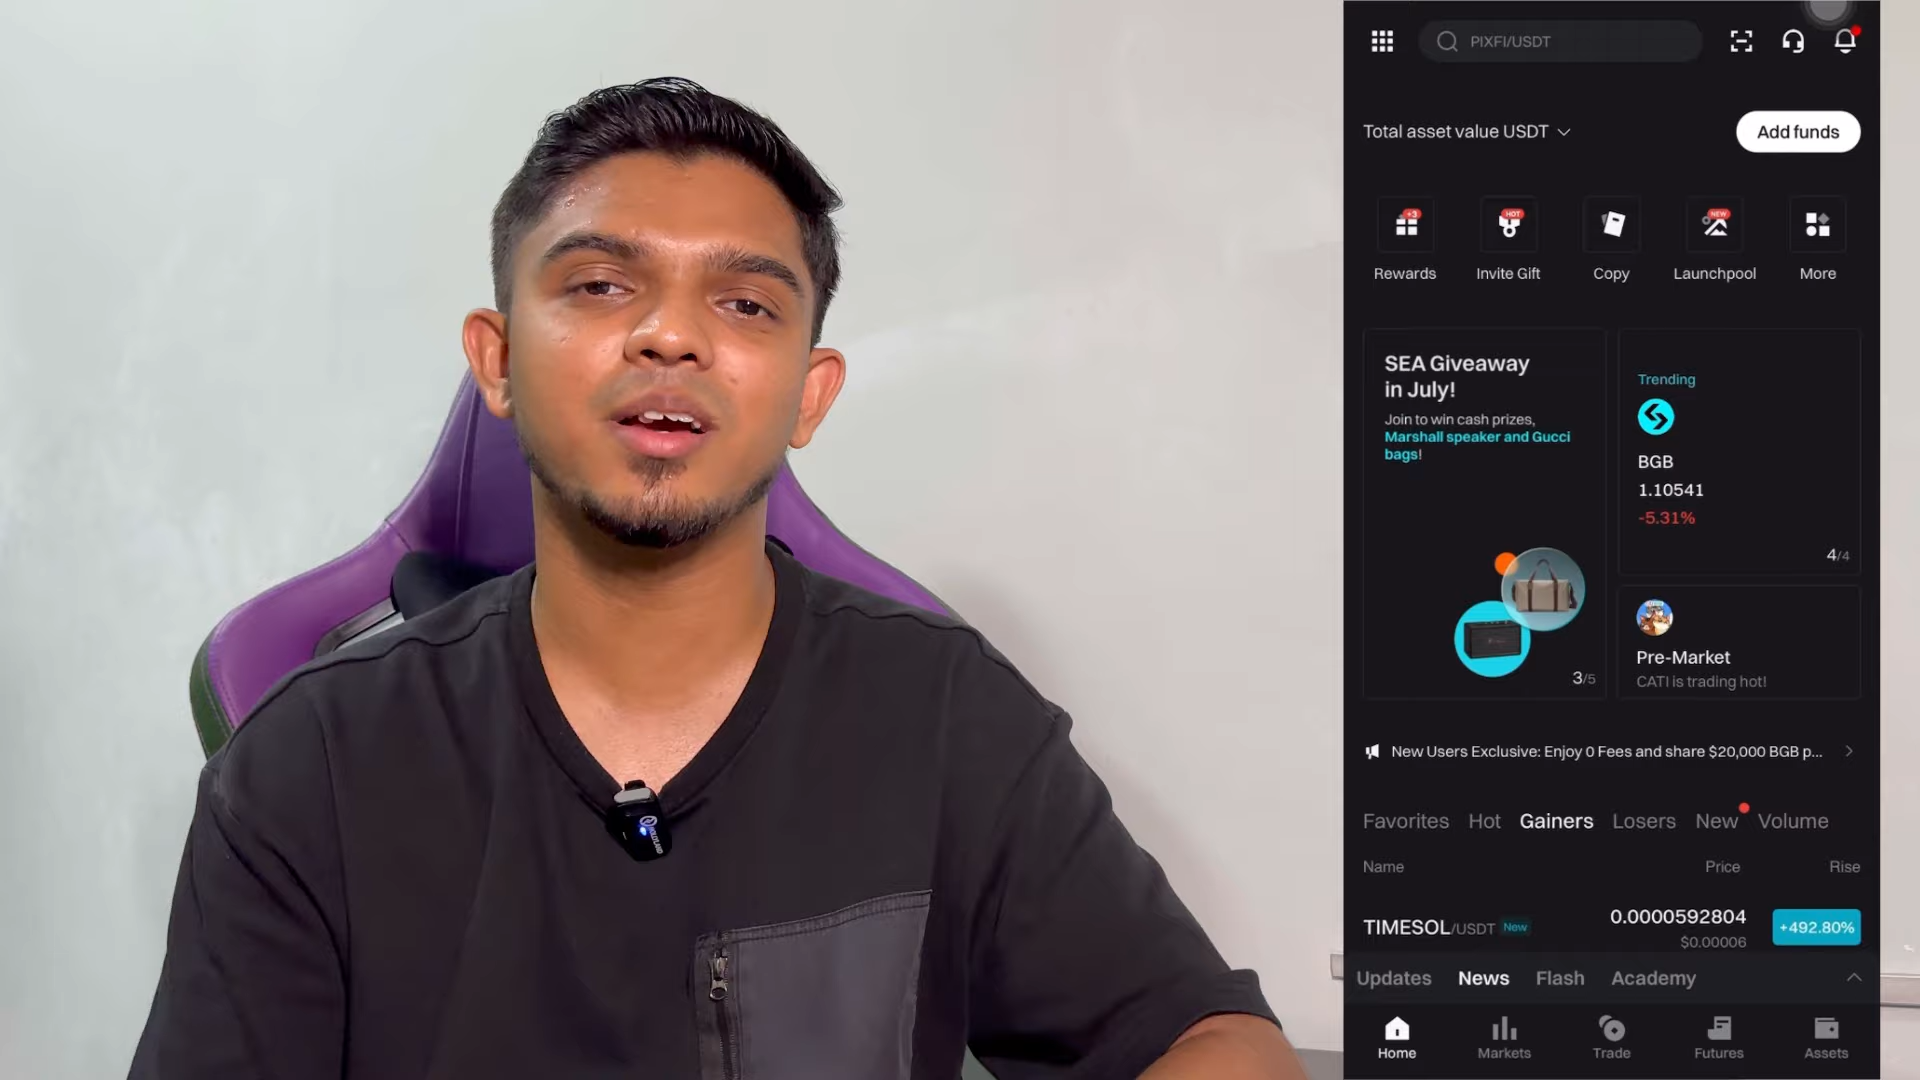 PIXFI/USDT
Total asset value USDT
Add funds
+3
HOT
NEW
Rewards
Invite Gift
Copy
Launchpool
More
SEA Giveaway
in July!
Join to win cash prizes,
Marshall speaker and Gucci
bags!
3/5
Trending
BGB
1.10541
-5.31%
4/4
Pre-Market
CATI is trading hot!
New Users Exclusive: Enjoy 0 Fees and share $20,000 BGB p...
Favorites Hot Gainers Losers New Volume
Name Price Rise
TIMESOL/USDT New 0.0000592804 +492.80%
$0.00006
Updates News Flash Academy
Home Markets Trade Futures Assets
HOLLYLAND